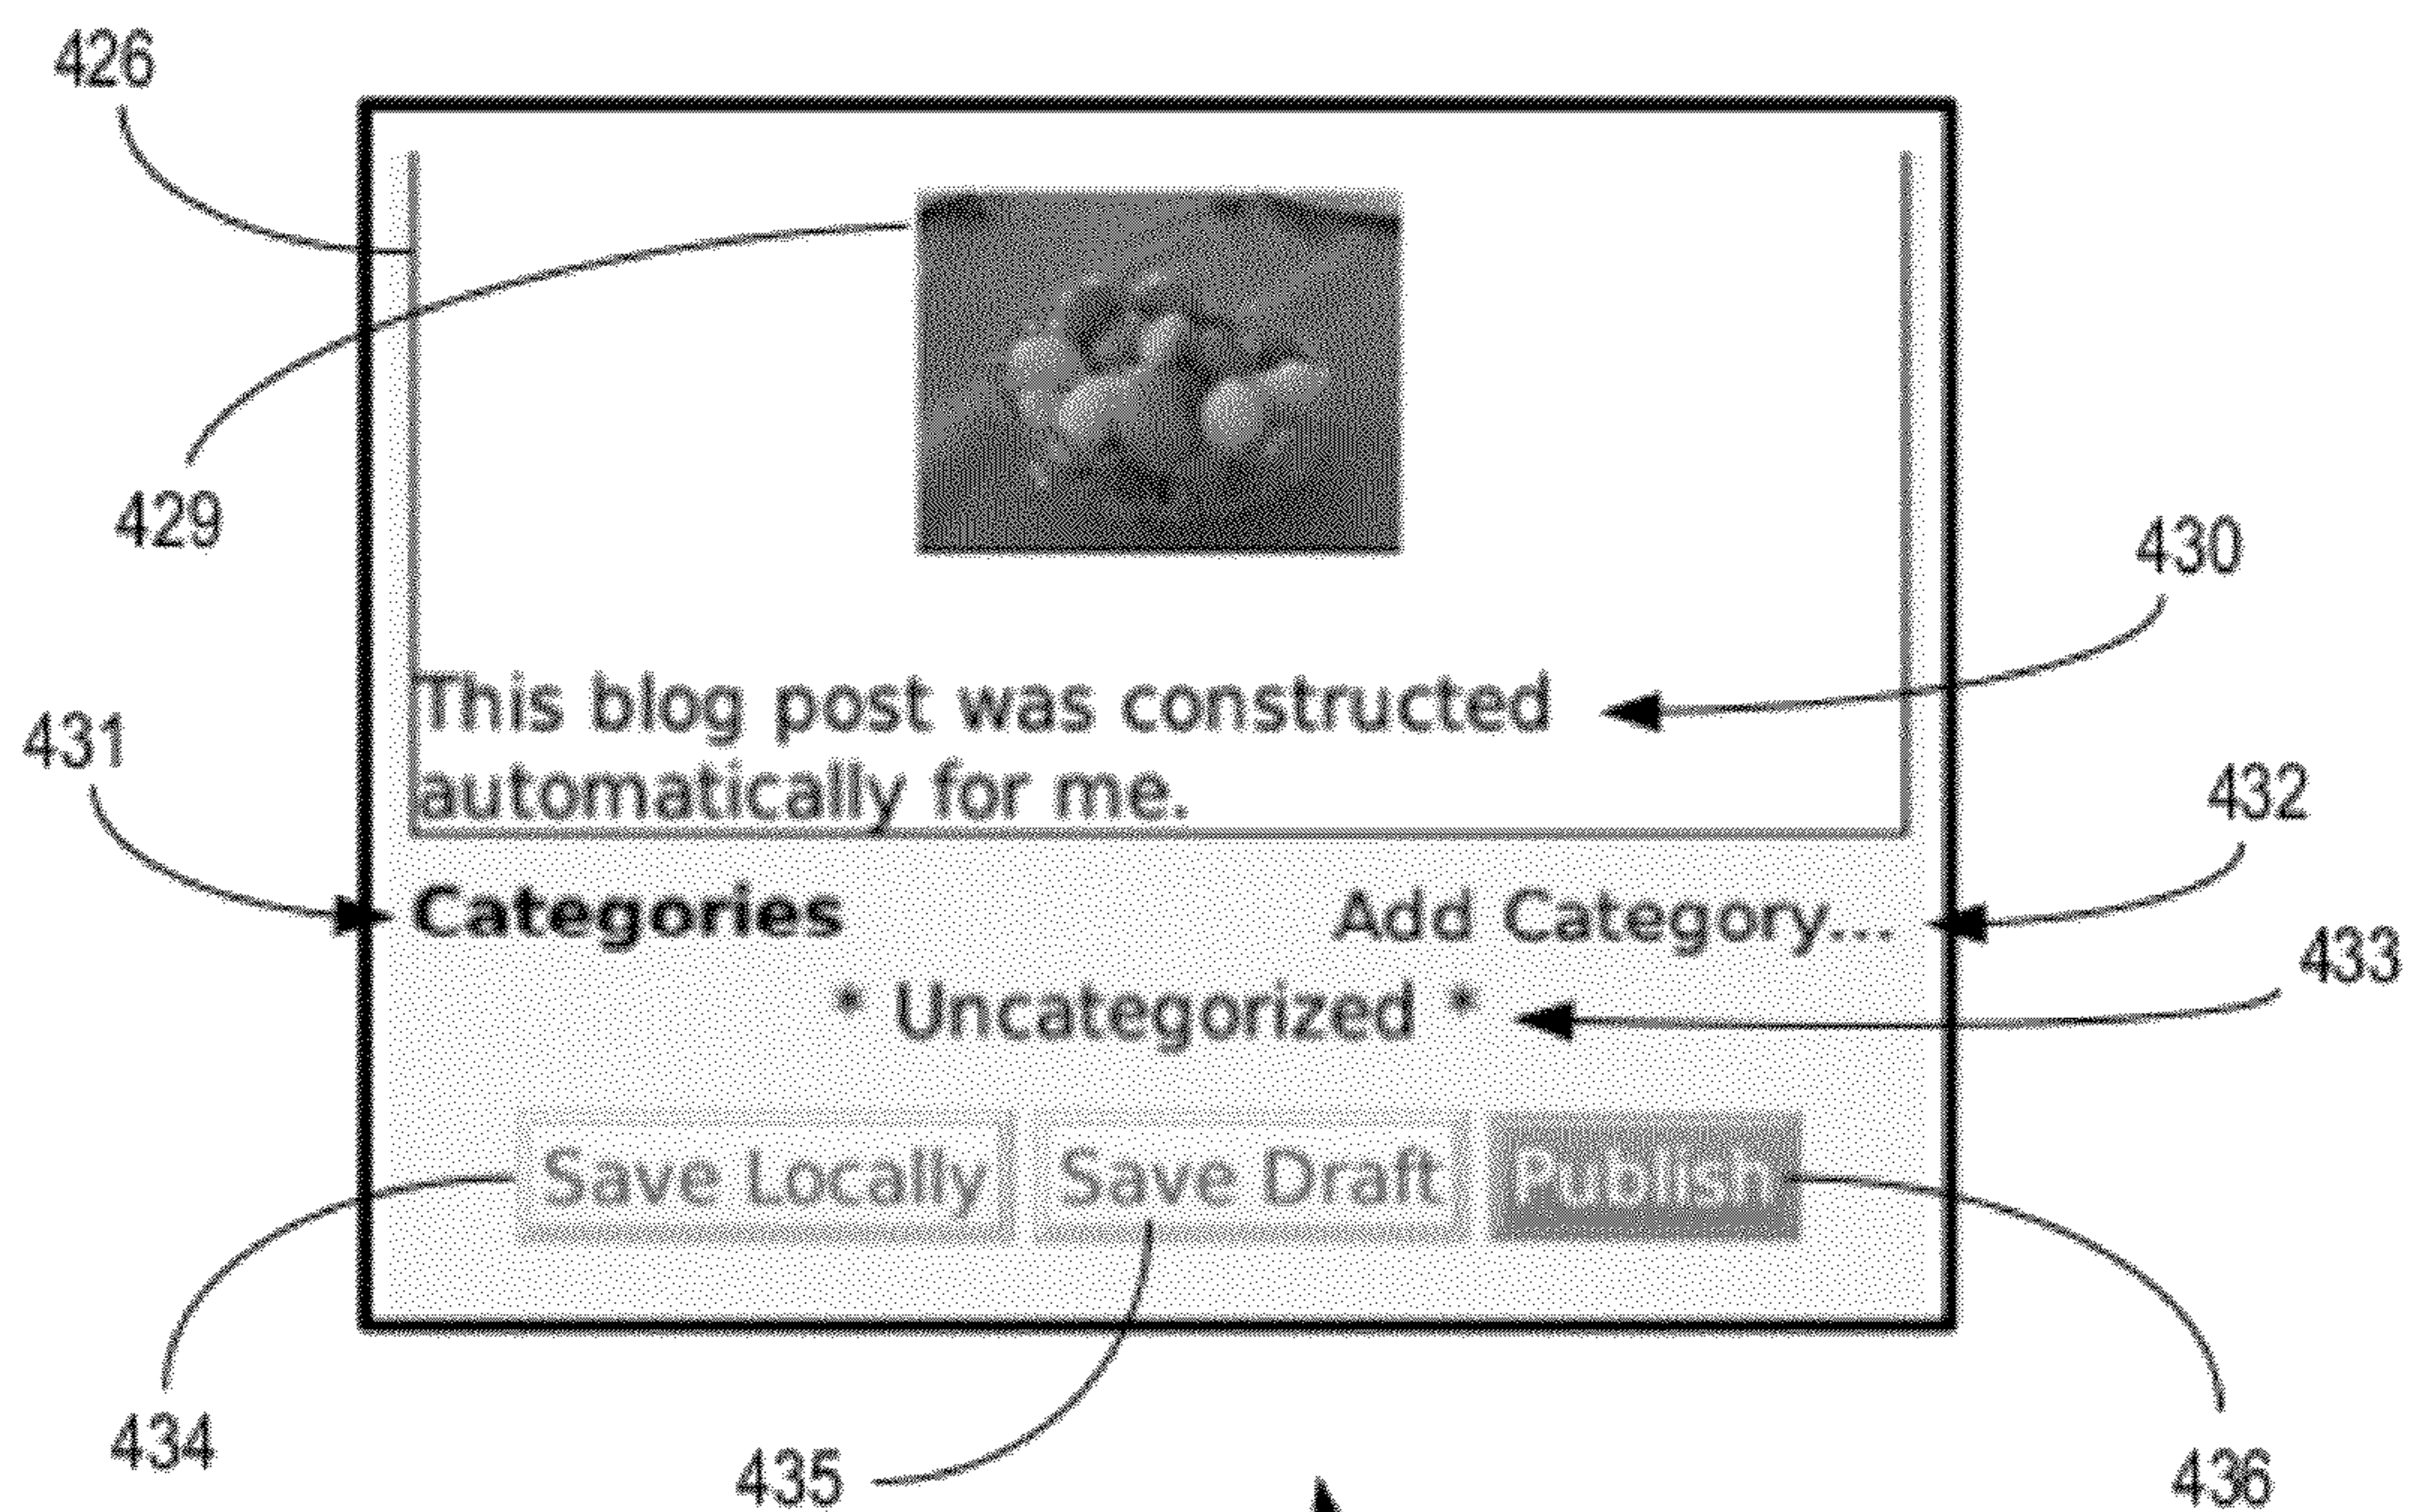 426
429
430
This blog post was constructed
automatically for me.
431
432
Categories
Add Category...
433
* Uncategorized *
Save Locally
Save Draft
Publish
434
435
436